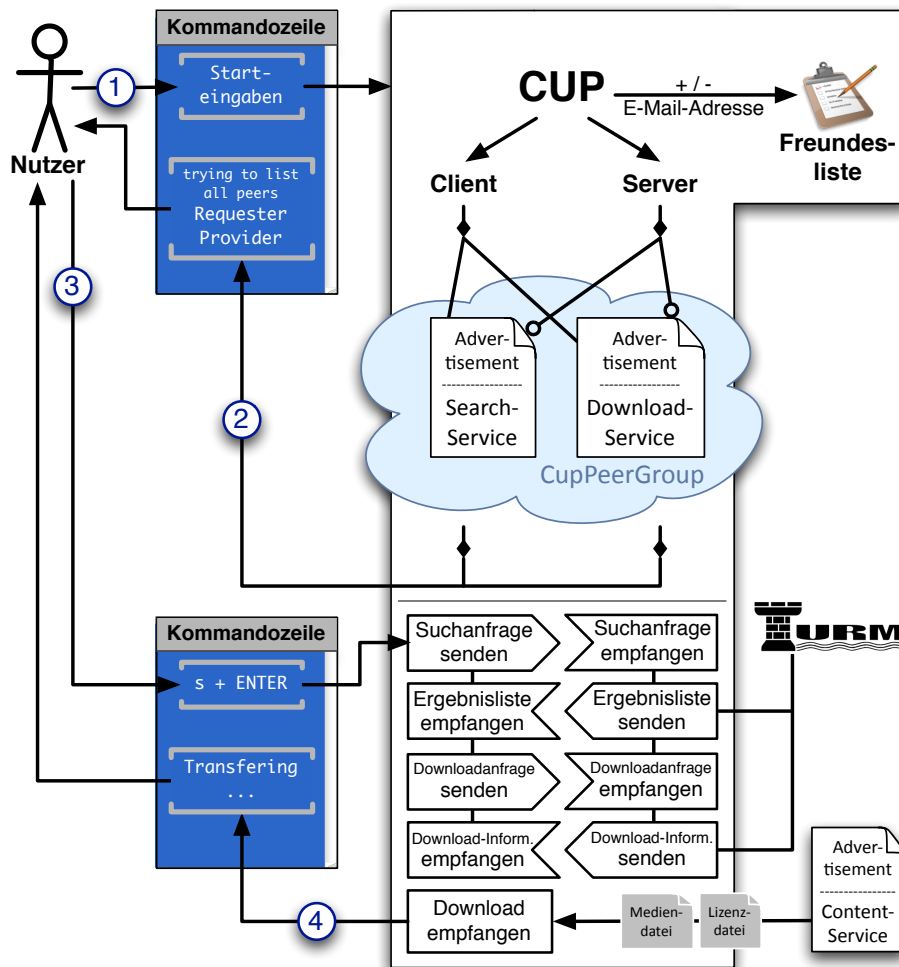 Kommandozeile
Start-
eingaben
1
CUP
+ / -
E-Mail-Adresse
Freundes-
liste
Nutzer
trying to list
all peers
Requester
Provider
Client
Server
3
2
Adver-
tisement
------------------
Search-
Service
Adver-
tisement
------------------
Download-
Service
CupPeerGroup
Kommandozeile
s + ENTER
Transfering
...
Suchanfrage
senden
Suchanfrage
empfangen
TURM
Ergebnisliste
empfangen
Ergebnisliste
senden
Downloadanfrage
senden
Downloadanfrage
empfangen
Download-Inform.
empfangen
Download-Inform.
senden
4
Download
empfangen
Medien-
datei
Lizenz-
datei
Adver-
tisement
------------------
Content-
Service